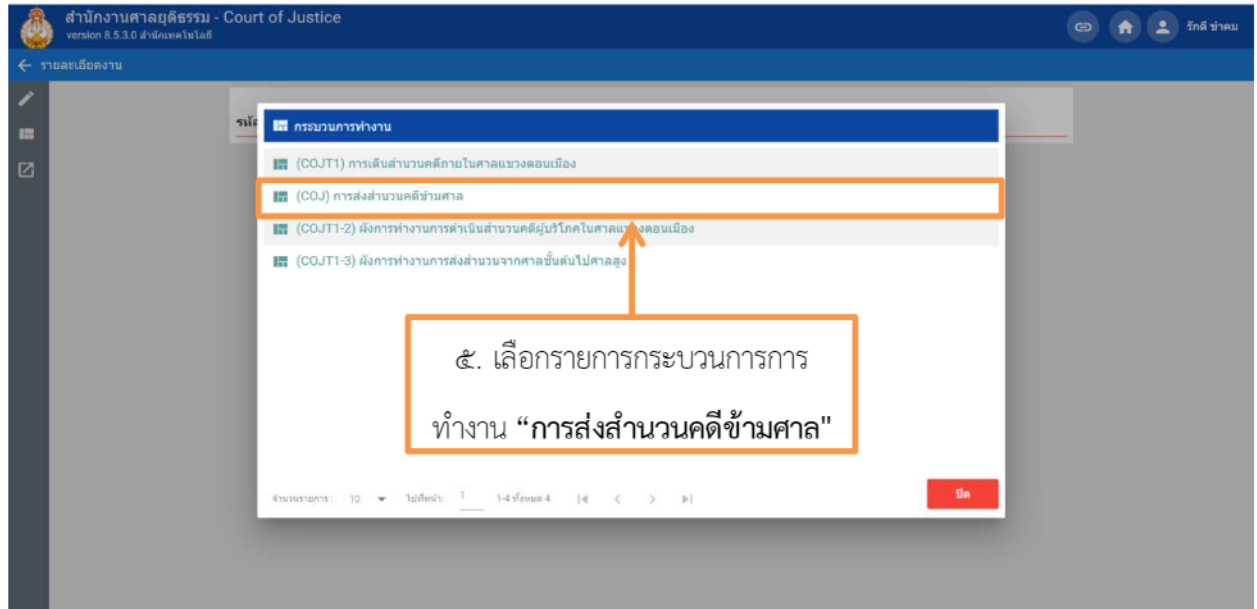 สำนักงานศาลยุติธรรม - Court of Justice
version 8.5.3.0 สำนักเทคโนโลยี
รักดี ขำคม
รายละเอียดงาน
รหัส
กระบวนการทำงาน
(COJT1) การเดินสำนวนคดีภายในศาลแขวงดอนเมือง
(COJ) การส่งสำนวนคดีข้ามศาล
(COJT1-2) ผังการทำงานการดำเนินสำนวนคดีผู้บริโภคในศาลแขวงดอนเมือง
(COJT1-3) ผังการทำงานการส่งสำนวนจากศาลชั้นต้นไปศาลสูง
๕. เลือกรายการกระบวนการการ
ทำงาน “การส่งสำนวนคดีข้ามศาล"
จำนวนรายการ: 10 ไปที่หน้า: 1 1-4 ทั้งหมด 4
ปิด